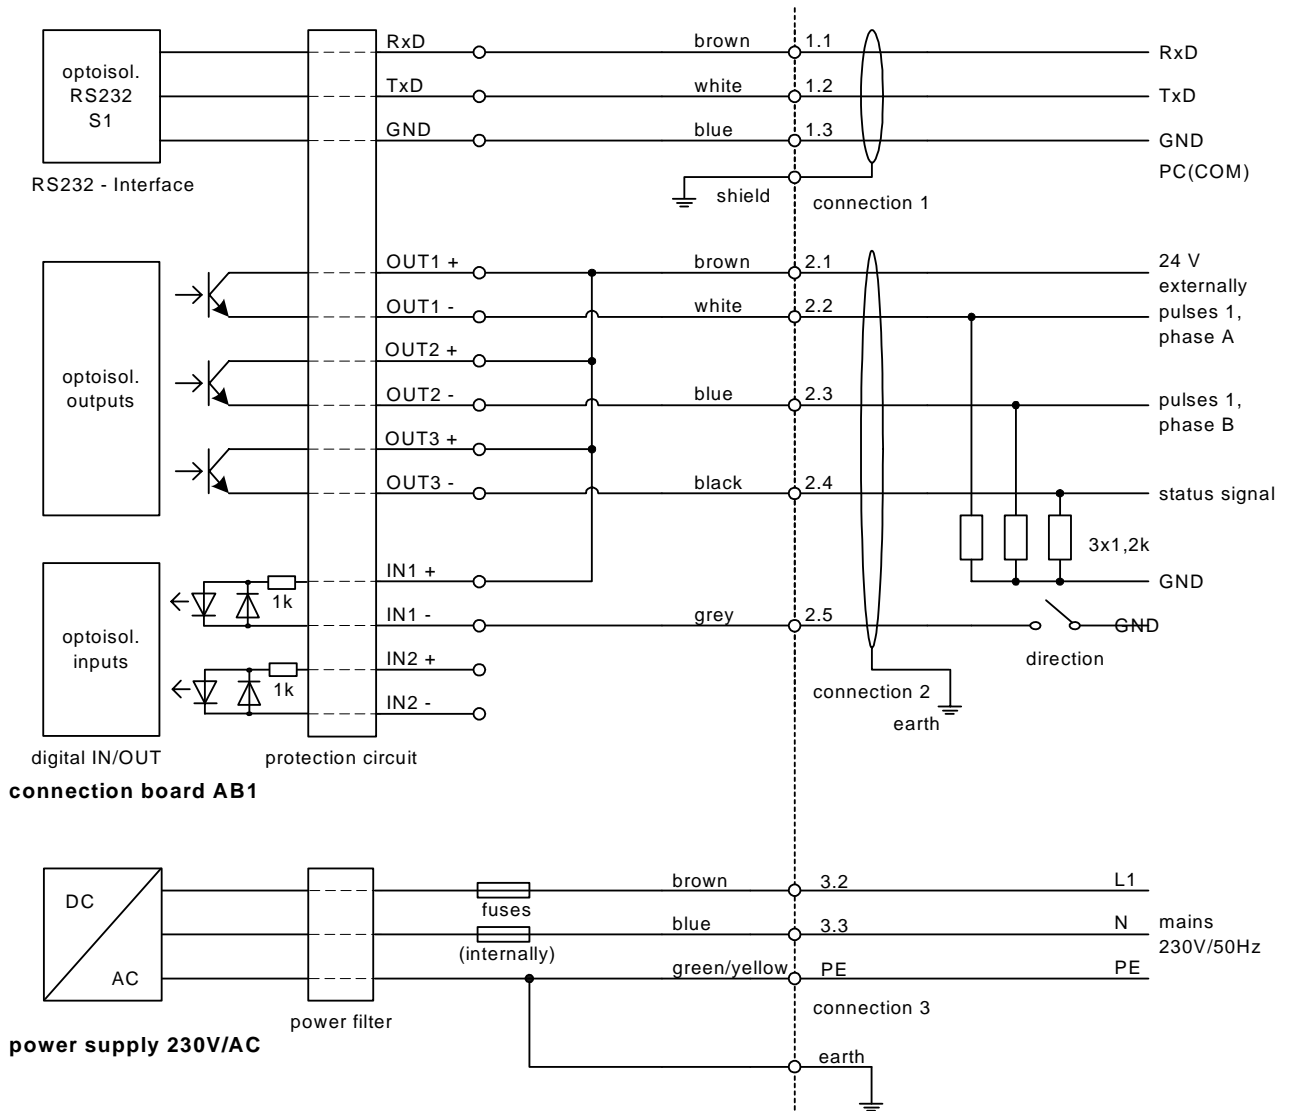 RxD brown 1.1 RxD
optoisol.
RS232
S1
TxD white 1.2 TxD
GND blue 1.3 GND
PC(COM)
RS232 - Interface
shield
connection 1
OUT1 + brown 2.1 24 V
externally
OUT1 - white 2.2 pulses 1,
phase A
OUT2 +
optoisol.
outputs
OUT2 - blue 2.3 pulses 1,
phase B
OUT3 +
OUT3 - black 2.4 status signal
3x1,2k
IN1 + GND
1k
IN1 - grey 2.5 GND
optoisol.
inputs
direction
IN2 +
1k
IN2 -
connection 2
earth
digital IN/OUT
protection circuit
connection board AB1
DC
AC
brown 3.2 L1
fuses
blue 3.3 N
mains
230V/50Hz
(internally)
green/yellow PE PE
connection 3
power filter
power supply 230V/AC
earth